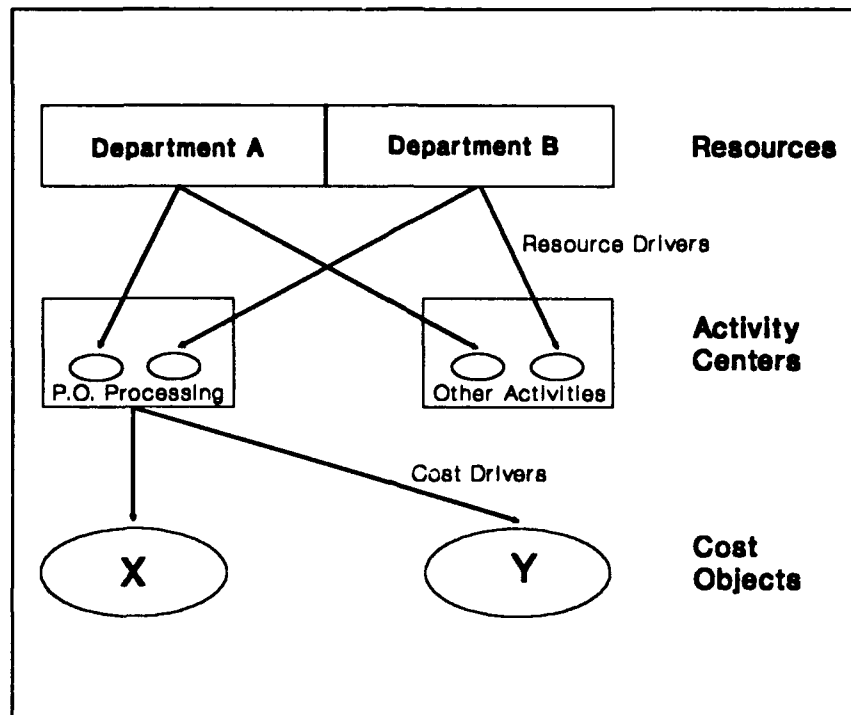 Department A
Department B
Resources
Resource Drivers
Activity
Centers
P.O. Processing
Other Activities
Cost Drivers
X
Y
Cost
Objects